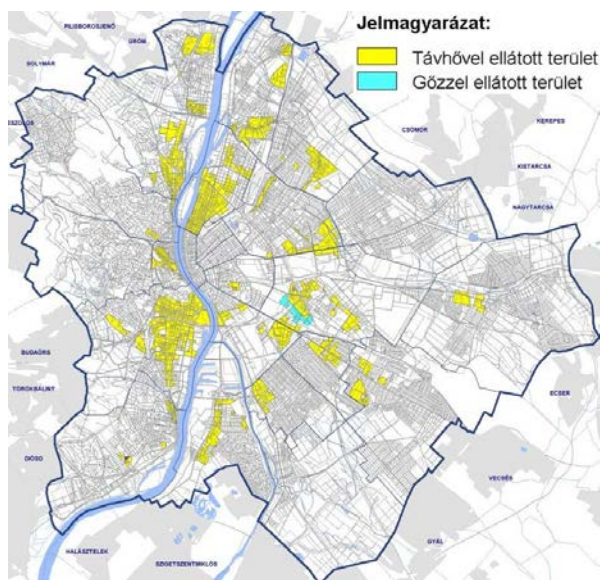 Jelmagyarázat:
Távhővel ellátott terület
Gőzzel ellátott terület
PILISBOROSJENŐ
ÜRÖM
SOLYMÁR
CSÖMÖR
KEREPES
KISTARCSA
NAGYTARCSA
BUDAÖRS
TÖRÖKBÁLINT
ECSER
DIÓSD
VECSÉS
GYÁL
HALÁSZTELEK
SZIGETSZENTMIKLÓS